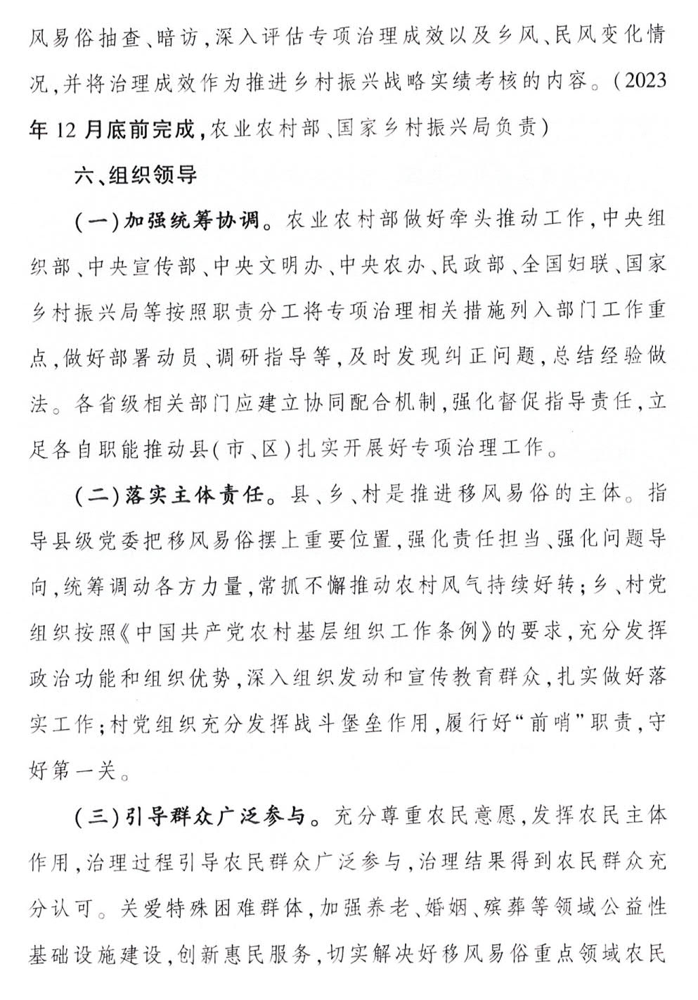 风易俗抽查、暗访,深入评估专项治理成效以及乡风、民风变化情
况,并将治理成效作为推进乡村振兴战略实绩考核的内容。(2023
年12月底前完成,农业农村部、国家乡村振兴局负责)
六、组织领导
(一)加强统筹协调。农业农村部做好牵头推动工作,中央组
织部、中央宣传部、中央文明办、中央农办、民政部、全国妇联、国家
乡村振兴局等按照职责分工将专项治理相关措施列入部门工作重
点,做好部署动员、调研指导等,及时发现纠正问题,总结经验做
法。各省级相关部门应建立协同配合机制,强化督促指导责任,立
足各自职能推动县(市、区)扎实开展好专项治理工作。
(二)落实主体责任。县、乡、村是推进移风易俗的主体。指
导县级党委把移风易俗摆上重要位置,强化责任担当、强化问题导
向,统筹调动各方力量,常抓不懈推动农村风气持续好转;乡、村党
组织按照《中国共产党农村基层组织工作条例》的要求,充分发挥
政治功能和组织优势,深入组织发动和宣传教育群众,扎实做好落
实工作;村党组织充分发挥战斗堡垒作用,履行好“前哨”职责,守
好第一关。
(三)引导群众广泛参与。充分尊重农民意愿,发挥农民主体
作用,治理过程引导农民群众广泛参与,治理结果得到农民群众充
分认可。关爱特殊困难群体,加强养老、婚姻、殡葬等领域公益性
基础设施建设,创新惠民服务,切实解决好移风易俗重点领域农民